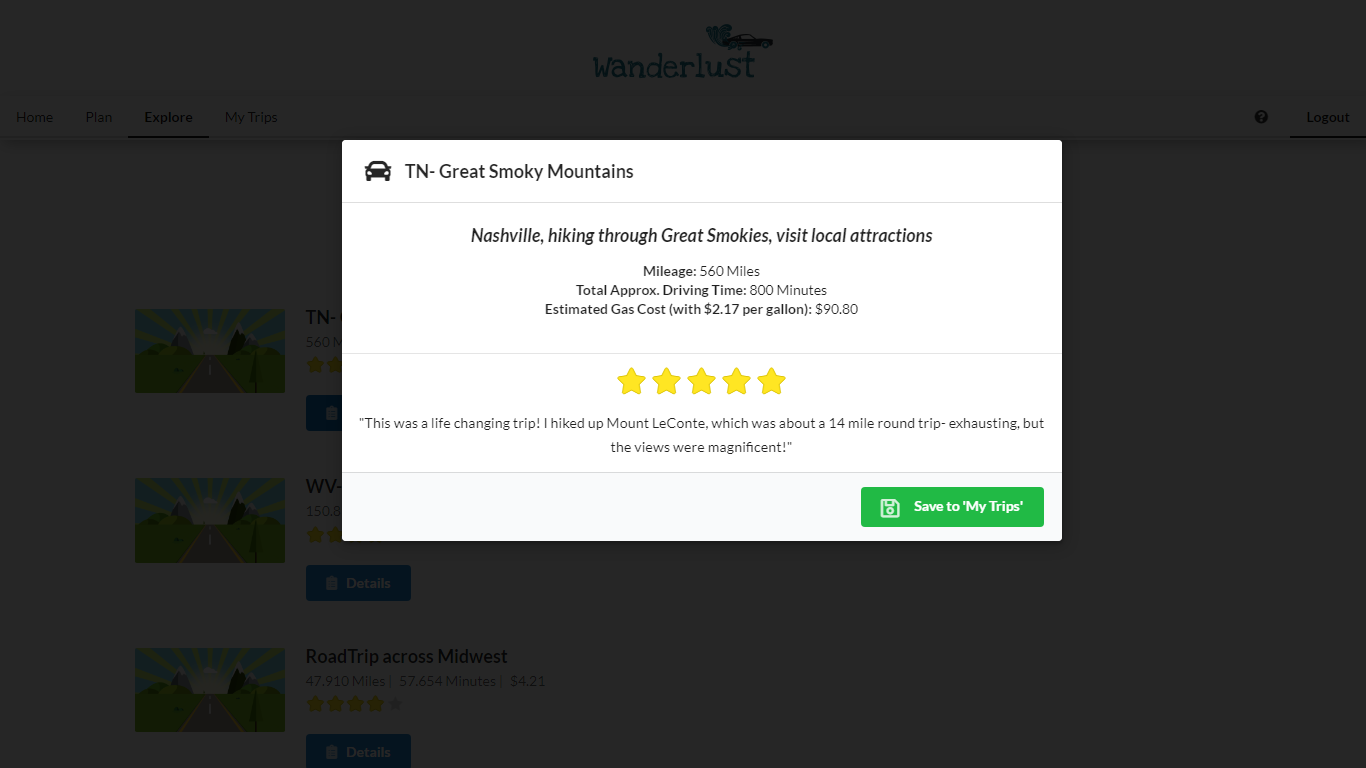 wanderlust
Home Plan Explore My Trips Logout
TN- Great Smoky Mountains
Nashville, hiking through Great Smokies, visit local attractions
Mileage: 560 Miles
Total Approx. Driving Time: 800 Minutes
Estimated Gas Cost (with $2.17 per gallon): $90.80
"This was a life changing trip! I hiked up Mount LeConte, which was about a 14 mile round trip- exhausting, but
the views were magnificent!"
Save to 'My Trips'
TN-
560 M
WV-
150.8
Details
RoadTrip across Midwest
47.910 Miles | 57.654 Minutes | $4.21
Details